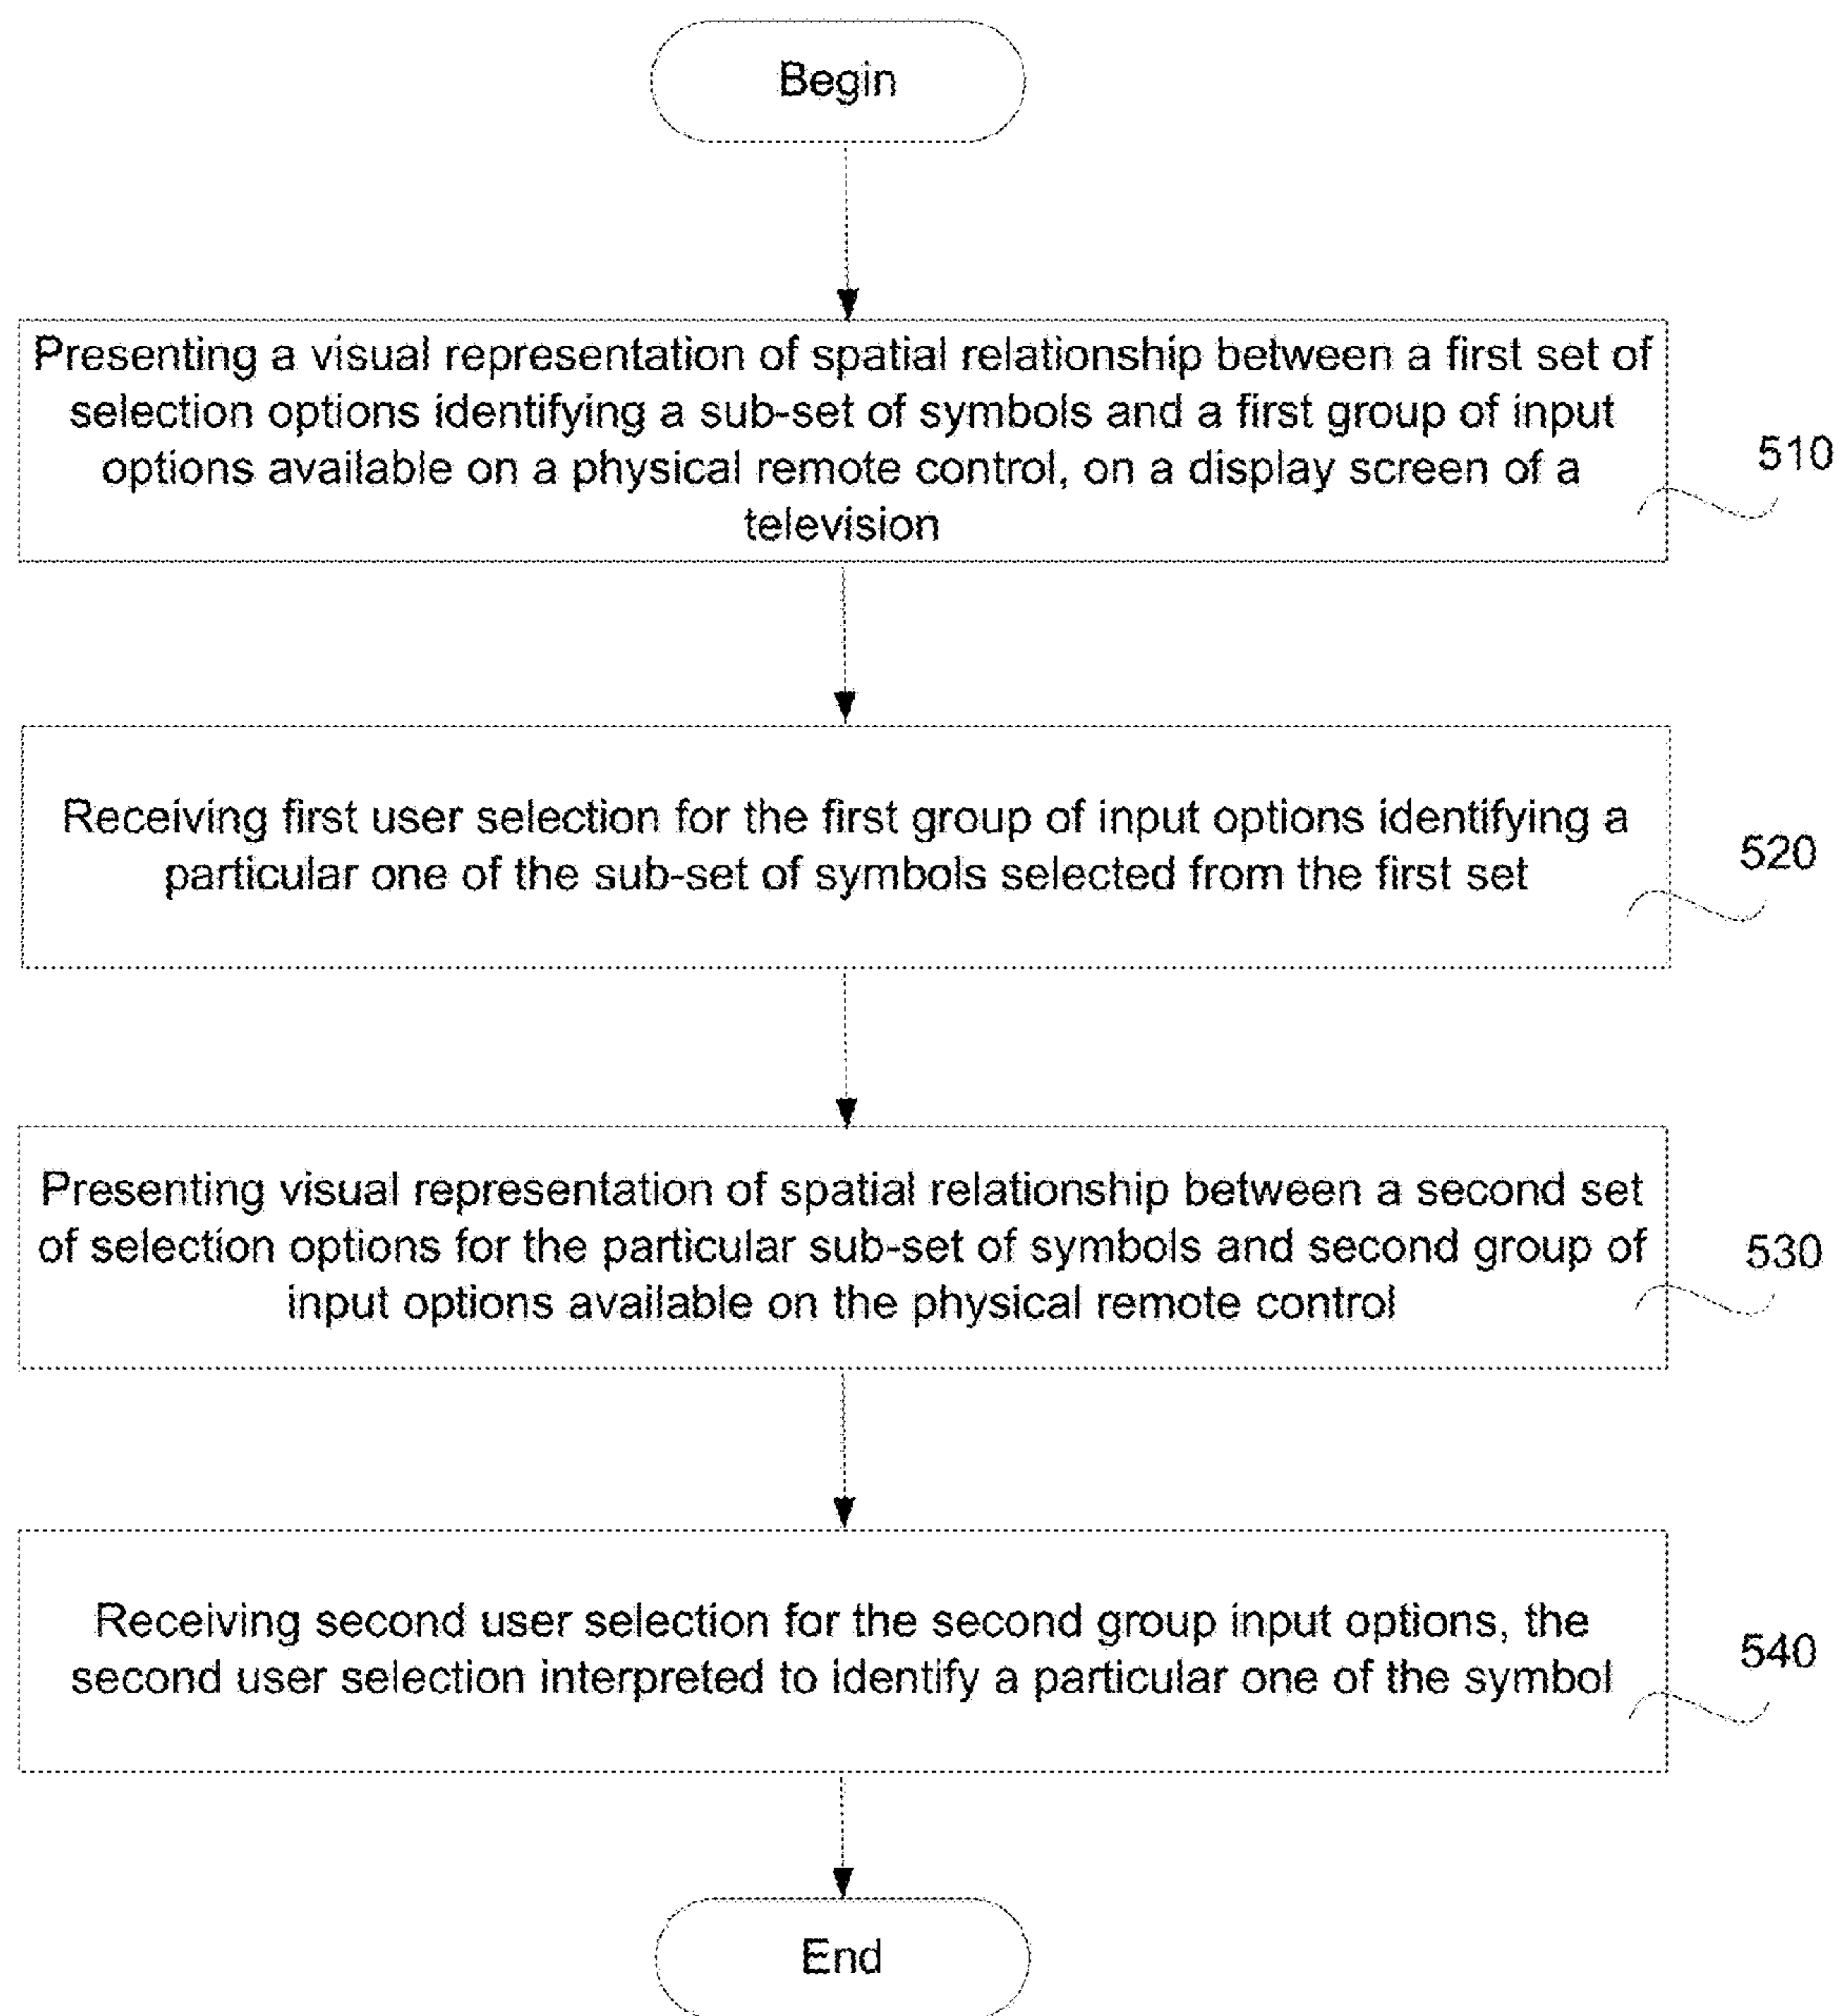 Begin
Presenting a visual representation of spatial relationship between a first set of
selection options identifying a sub-set of symbols and a first group of input
options available on a physical remote control, on a display screen of a
television
510
Receiving first user selection for the first group of input options identifying a
particular one of the sub-set of symbols selected from the first set
520
Presenting visual representation of spatial relationship between a second set
of selection options for the particular sub-set of symbols and second group of
input options available on the physical remote control
530
Receiving second user selection for the second group input options, the
second user selection interpreted to identify a particular one of the symbol
540
End